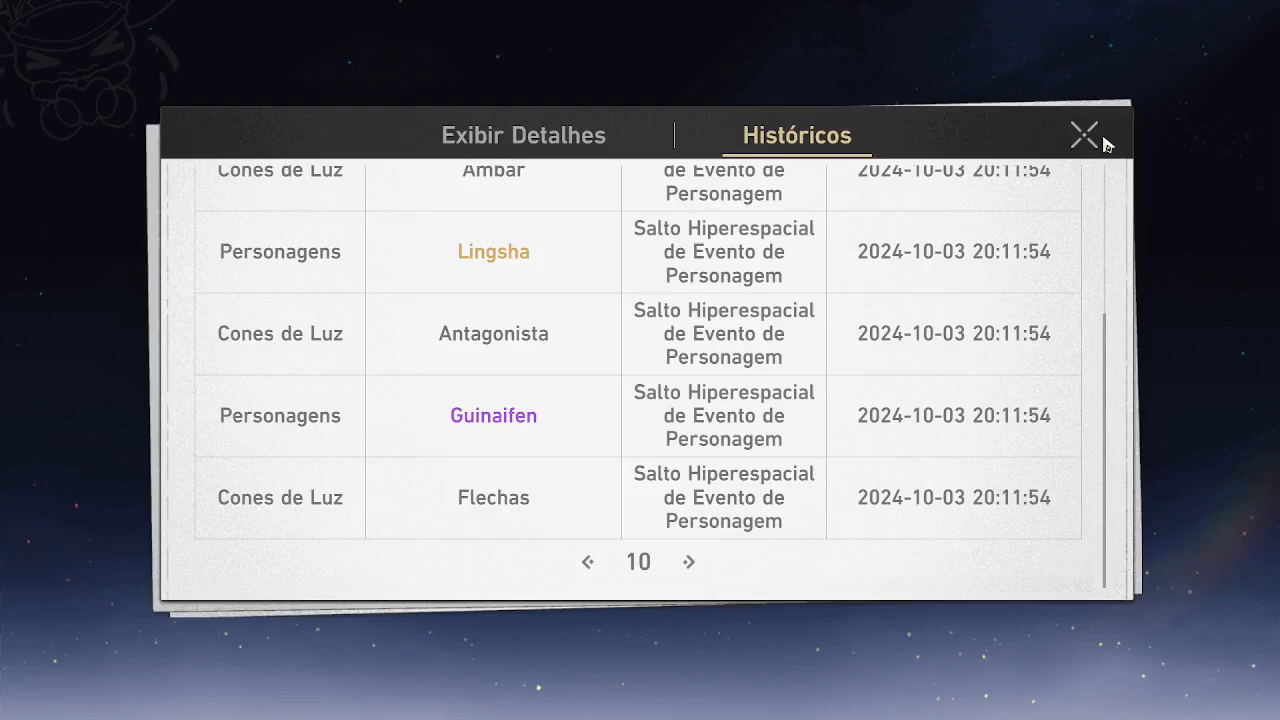 Exibir Detalhes
Históricos
Cones de Luz
Âmbar
de Evento de
Personagem
2024-10-03 20:11:54
Personagens
Lingsha
Salto Hiperespacial
de Evento de
Personagem
2024-10-03 20:11:54
Cones de Luz
Antagonista
Salto Hiperespacial
de Evento de
Personagem
2024-10-03 20:11:54
Personagens
Guinaifen
Salto Hiperespacial
de Evento de
Personagem
2024-10-03 20:11:54
Cones de Luz
Flechas
Salto Hiperespacial
de Evento de
Personagem
2024-10-03 20:11:54
10